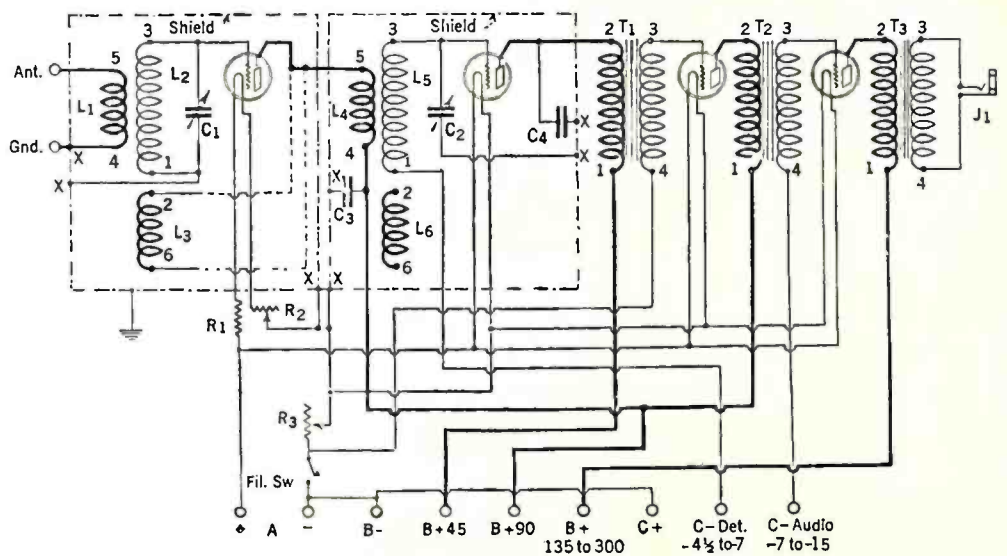 Shield
Shield
Ant.
Gnd.
L1
5
4
X
X
3
L2
1
C1
2
L3
6
R1
R2
X
X
5
L4
4
X
C3
3
L5
1
C2
2
L6
6
C4
X
X
2
T1
3
1
4
2
T2
3
1
4
2
T3
3
1
4
J1
R3
Fil. Sw
+ A -
B-
B+45
B+90
B+
135 to 300
C+
C- Det.
-4½ to-7
C-Audio
-7 to-15